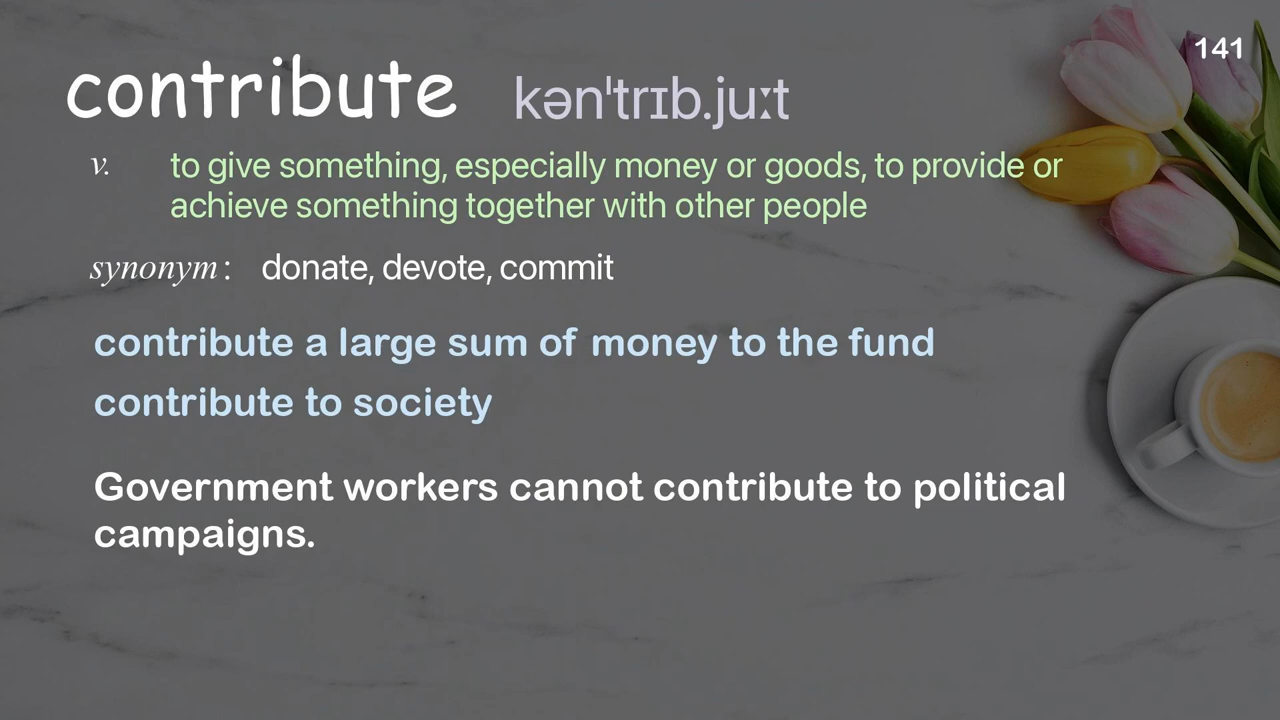 141
contribute kən'trɪb.juːt
v. to give something, especially money or goods, to provide or
achieve something together with other people
synonym : donate, devote, commit
contribute a large sum of money to the fund
contribute to society
Government workers cannot contribute to political
campaigns.